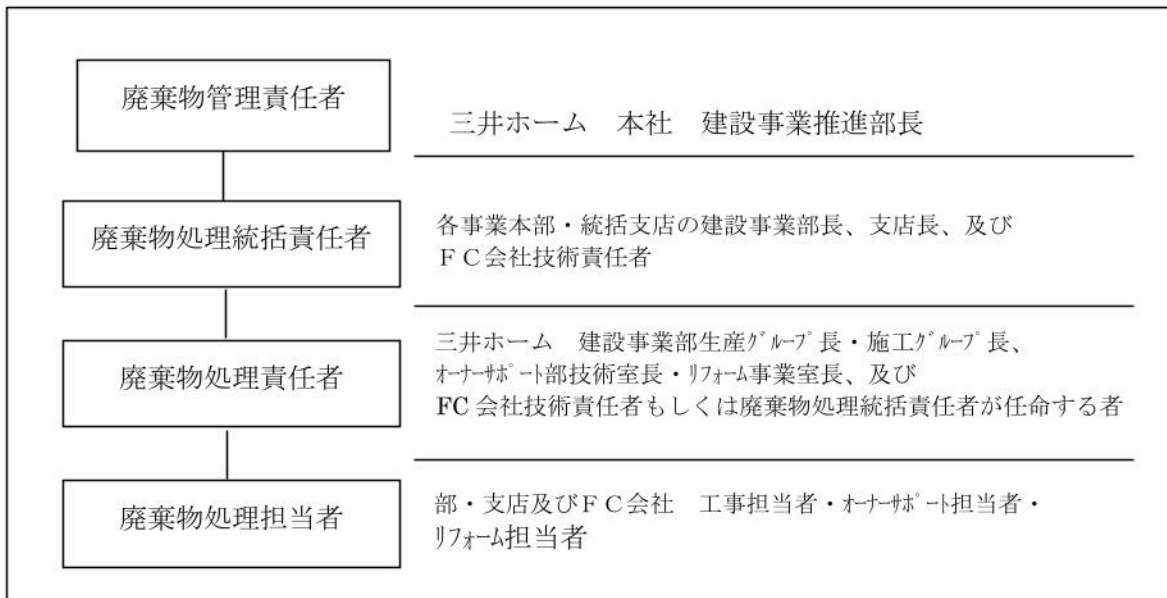 廃棄物管理責任者
三井ホーム　本社　建設事業推進部長
廃棄物処理統括責任者
各事業本部・統括支店の建設事業部長、支店長、及び
ＦＣ会社技術責任者
廃棄物処理責任者
三井ホーム　建設事業部生産ｸﾞﾙｰﾌﾟ長・施工ｸﾞﾙｰﾌﾟ長、
ｵｰﾅｰｻﾎﾟｰﾄ部技術室長・ﾘﾌｫｰﾑ事業室長、及び
FC 会社技術責任者もしくは廃棄物処理統括責任者が任命する者
廃棄物処理担当者
部・支店及びＦＣ会社　工事担当者・ｵｰﾅｰｻﾎﾟｰﾄ担当者・
ﾘﾌｫｰﾑ担当者